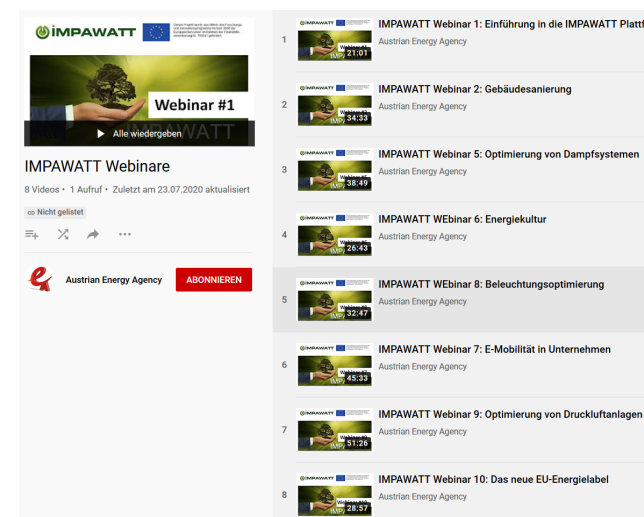 IMPAWATT
Webinar #1
Alle wiedergeben
IMPAWATT Webinare
8 Videos • 1 Aufruf • Zuletzt am 23.07.2020 aktualisiert
Nicht gelistet
Austrian Energy Agency
ABONNIEREN
1
21:01
IMPAWATT Webinar 1: Einführung in die IMPAWATT Plattf
Austrian Energy Agency
2
34:33
IMPAWATT Webinar 2: Gebäudesanierung
Austrian Energy Agency
3
38:49
IMPAWATT Webinar 5: Optimierung von Dampfsystemen
Austrian Energy Agency
4
26:43
IMPAWATT WEbinar 6: Energiekultur
Austrian Energy Agency
5
32:47
IMPAWATT WEbinar 8: Beleuchtungsoptimierung
Austrian Energy Agency
6
45:33
IMPAWATT Webinar 7: E-Mobilität in Unternehmen
Austrian Energy Agency
7
51:26
IMPAWATT Webinar 9: Optimierung von Druckluftanlagen
Austrian Energy Agency
8
28:57
IMPAWATT Webinar 10: Das neue EU-Energielabel
Austrian Energy Agency